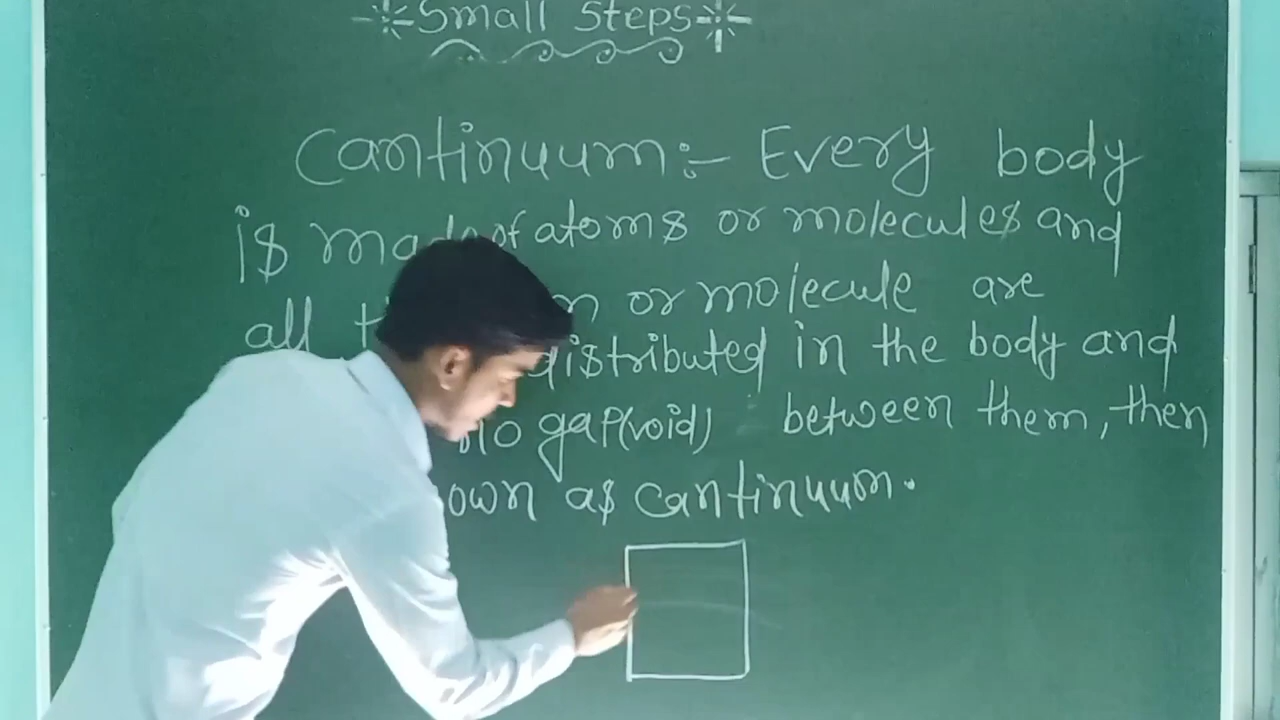 Small Steps
Cantinuum:- Every body
is made of atoms or molecules and
all or molecule are
distributed in the body and
No gap(void) between them, then
as cantinuum.